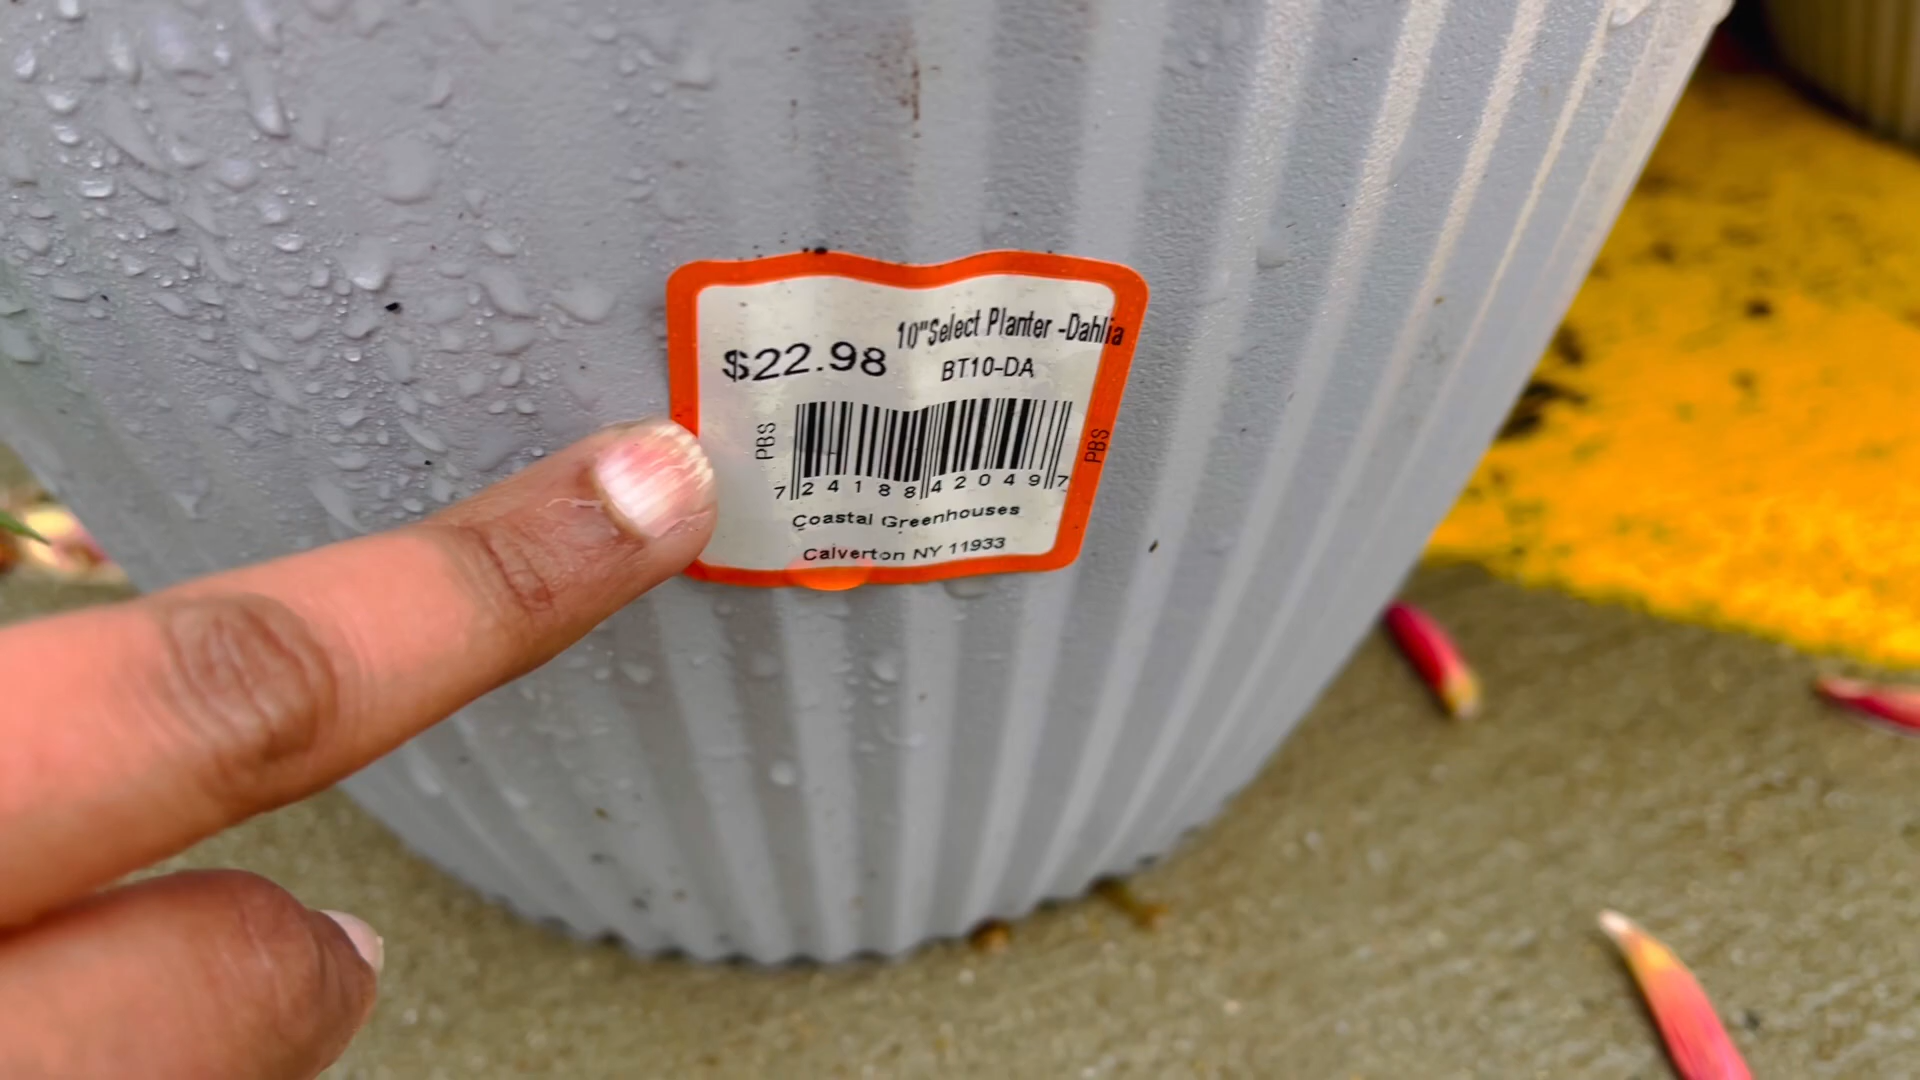 10"Select Planter -Dahlia
$22.98
BT10-DA
PBS
PBS
7 24188 42049 7
Coastal Greenhouses
Calverton NY 11933